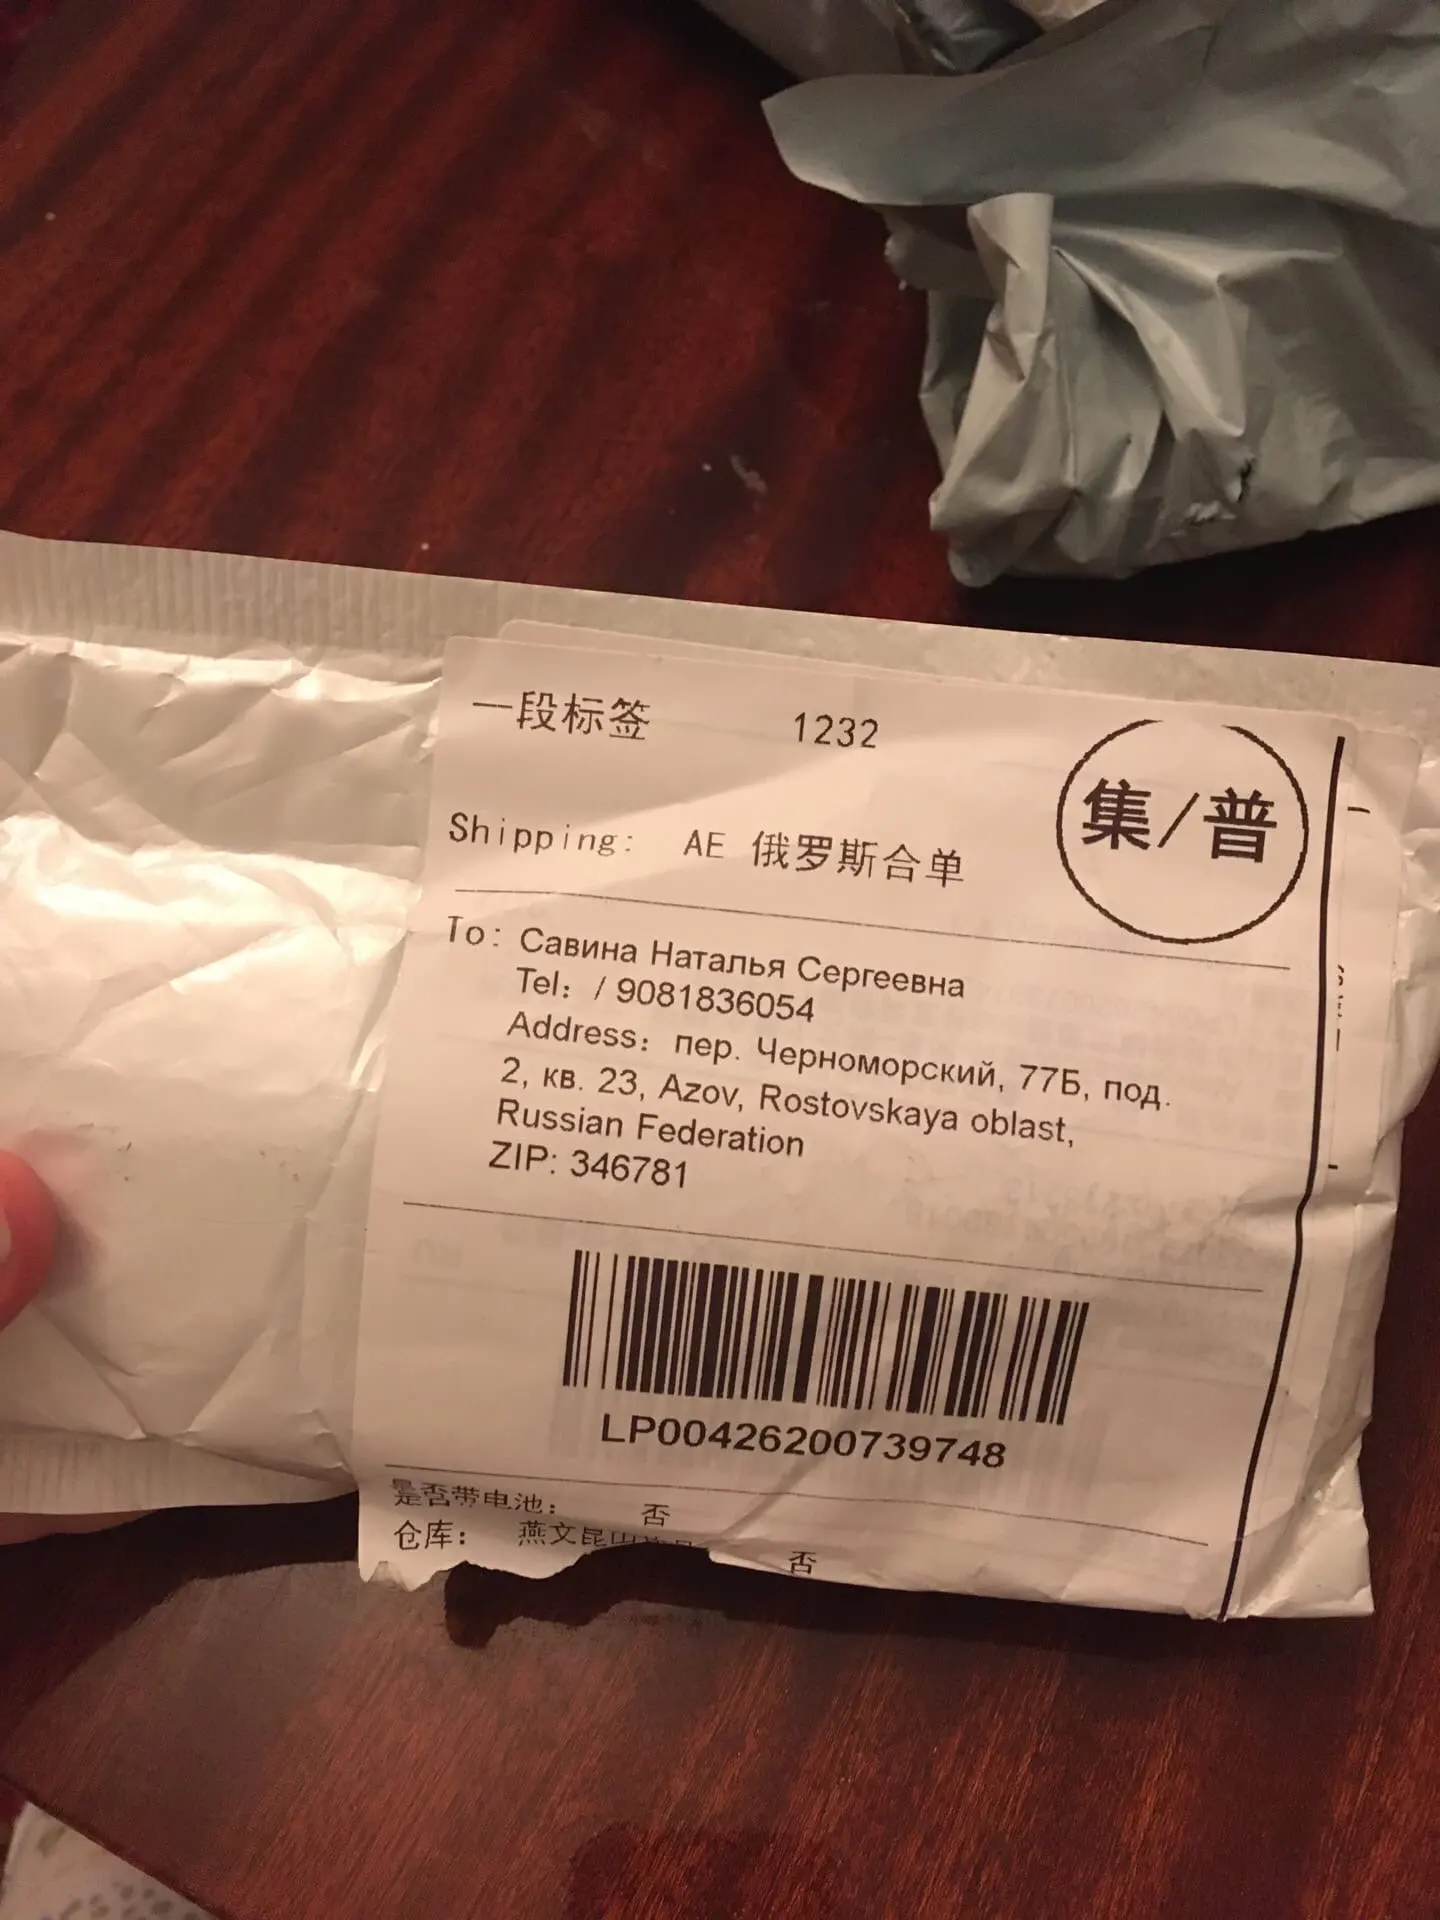 一段标签 1232
集/普
Shipping: AE 俄罗斯合单
To: Савина Наталья Сергеевна
Tel: / 9081836054
Address: пер. Черноморский, 77Б, под.
2, кв. 23, Azov, Rostovskaya oblast,
Russian Federation
ZIP: 346781
LP00426200739748
是否带电池: 否
仓库: 燕文昆山
否